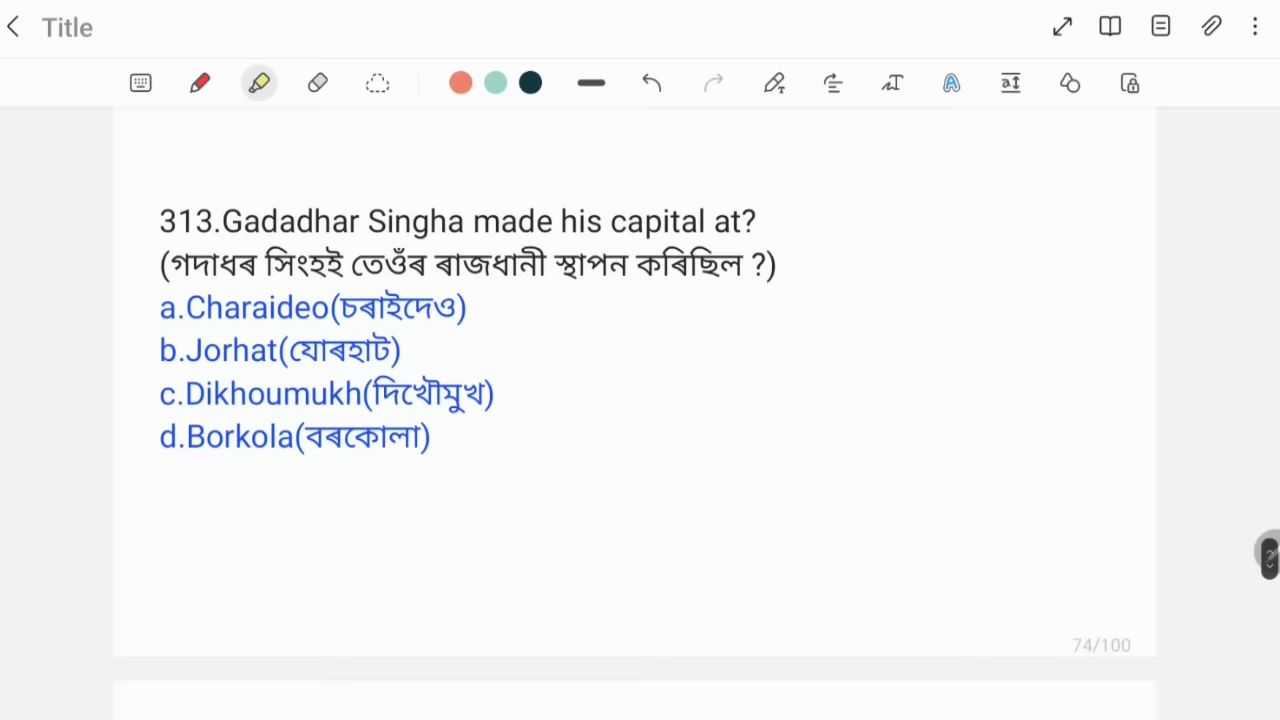 Title
313.Gadadhar Singha made his capital at?
(গদাধৰ সিংহই তেওঁৰ ৰাজধানী স্থাপন কৰিছিল ?)
a.Charaideo(চৰাইদেও)
b.Jorhat(যোৰহাট)
c.Dikhoumukh(দিখৌমুখ)
d.Borkola(বৰকোলা)
74/100